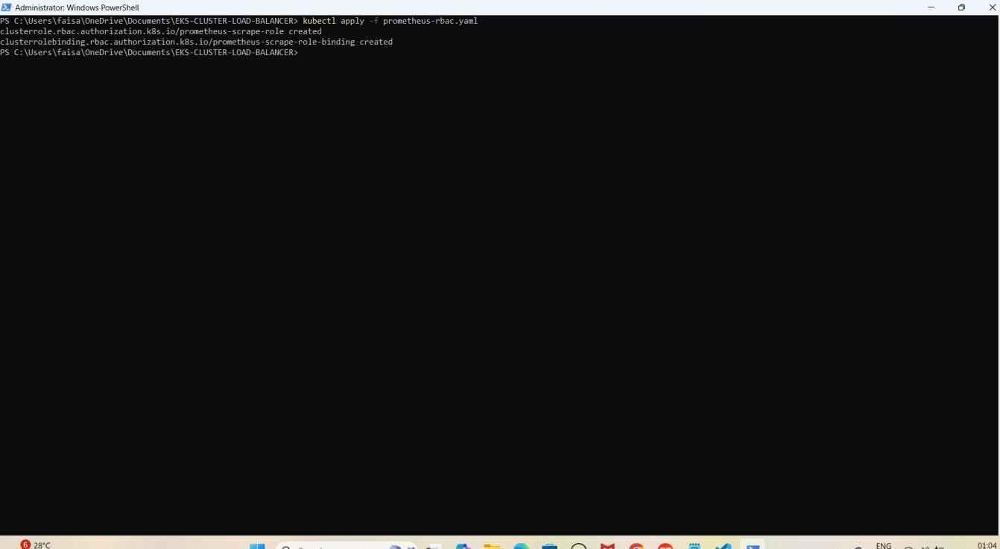 Administrator: Windows PowerShell
PS C:\Users\faisa\OneDrive\Documents\EKS-CLUSTER-LOAD-BALANCER> kubectl apply -f prometheus-rbac.yaml
clusterrole.rbac.authorization.k8s.io/prometheus-scrape-role created
clusterrolebinding.rbac.authorization.k8s.io/prometheus-scrape-role-binding created
PS C:\Users\faisa\OneDrive\Documents\EKS-CLUSTER-LOAD-BALANCER>
6 28°C
ENG
01:04